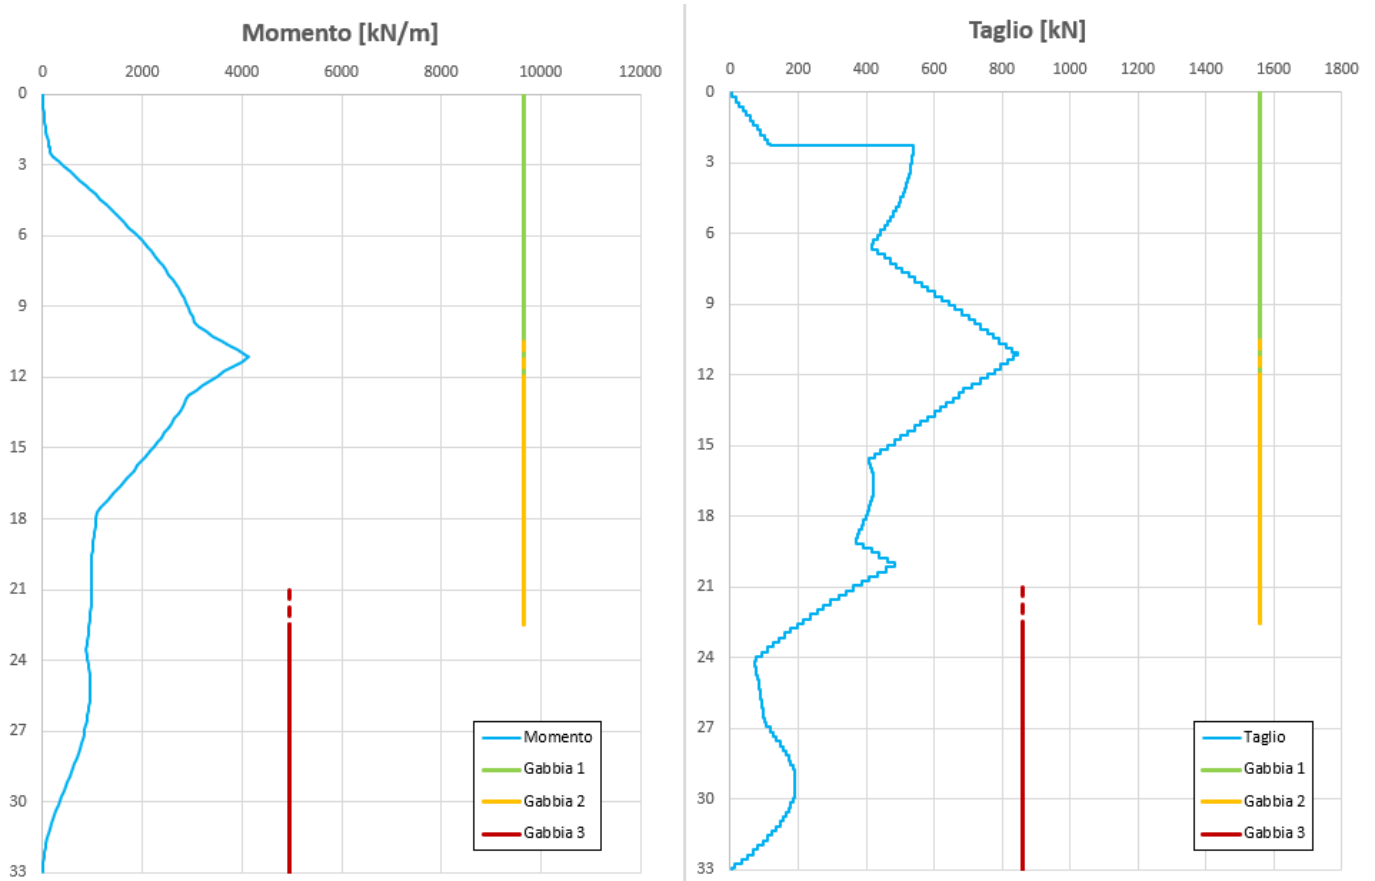 Momento [kN/m]
0 2000 4000 6000 8000 10000 12000
0
3
6
9
12
15
18
21
24
27
30
33
Momento
Gabbia 1
Gabbia 2
Gabbia 3
Taglio [kN]
0 200 400 600 800 1000 1200 1400 1600 1800
0
3
6
9
12
15
18
21
24
27
30
33
Taglio
Gabbia 1
Gabbia 2
Gabbia 3